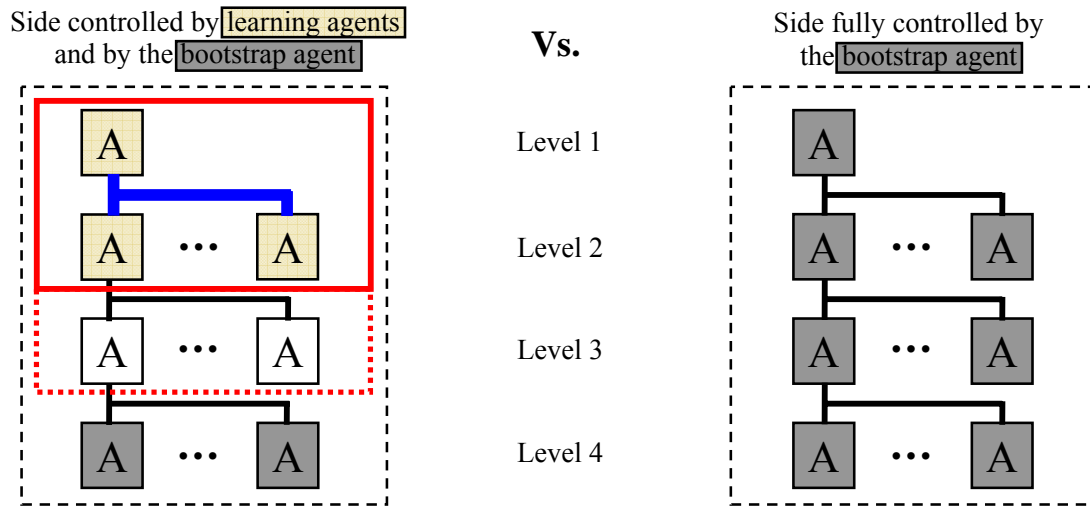 Side controlled by learning agents
and by the bootstrap agent
Vs.
Side fully controlled by
the bootstrap agent
A
Level 1
A
A ... A
Level 2
A ... A
A ... A
Level 3
A ... A
A ... A
Level 4
A ... A